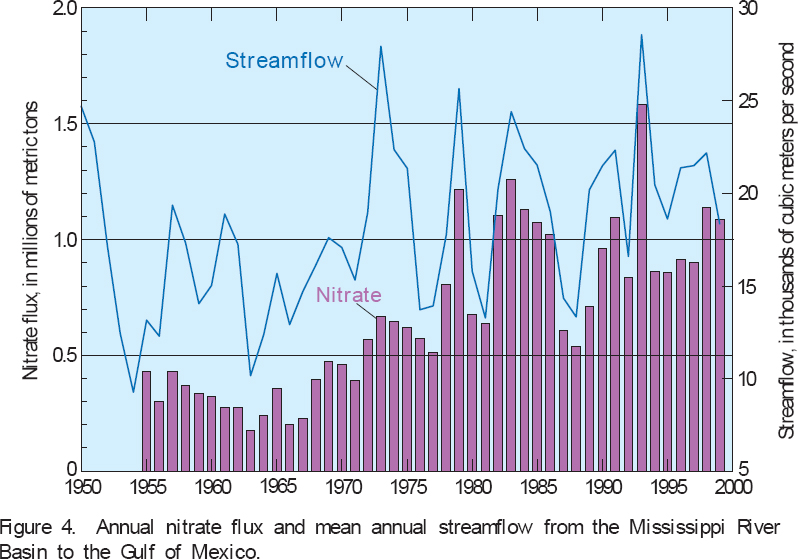 2.0
1.5
1.0
0.5
0
Nitrate flux, in millions of metric tons
Streamflow
Nitrate
30
25
20
15
10
5
Streamflow, in thousands of cubic meters per second
1950 1955 1960 1965 1970 1975 1980 1985 1990 1995 2000
Figure 4. Annual nitrate flux and mean annual streamflow from the Mississippi River
Basin to the Gulf of Mexico.